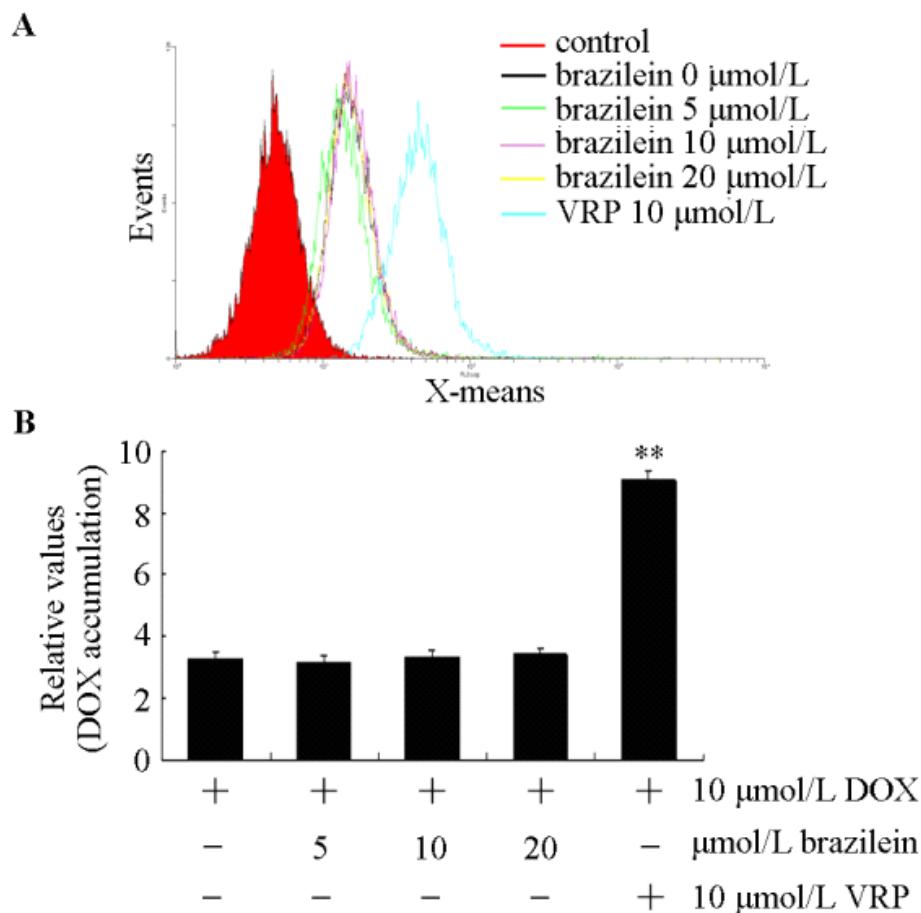 A
control
brazilein 0 μmol/L
brazilein 5 μmol/L
brazilein 10 μmol/L
brazilein 20 μmol/L
VRP 10 μmol/L
Events
Events
X-means
B
Relative values
(DOX accumulation)
10
8
6
4
2
0
**
+ + + + + 10 μmol/L DOX
− 5 10 20 − μmol/L brazilein
− − − − + 10 μmol/L VRP